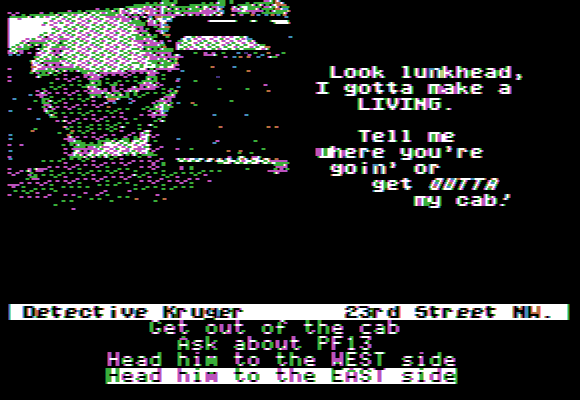 Look lunkhead,
I gotta make a
LIVING.
Tell me
where you're
goin' or
get OUTTA
my cab!
Detective Kruger 23rd Street NW.
Get out of the cab
Ask about PF13
Head him to the WEST side
Head him to the EAST side